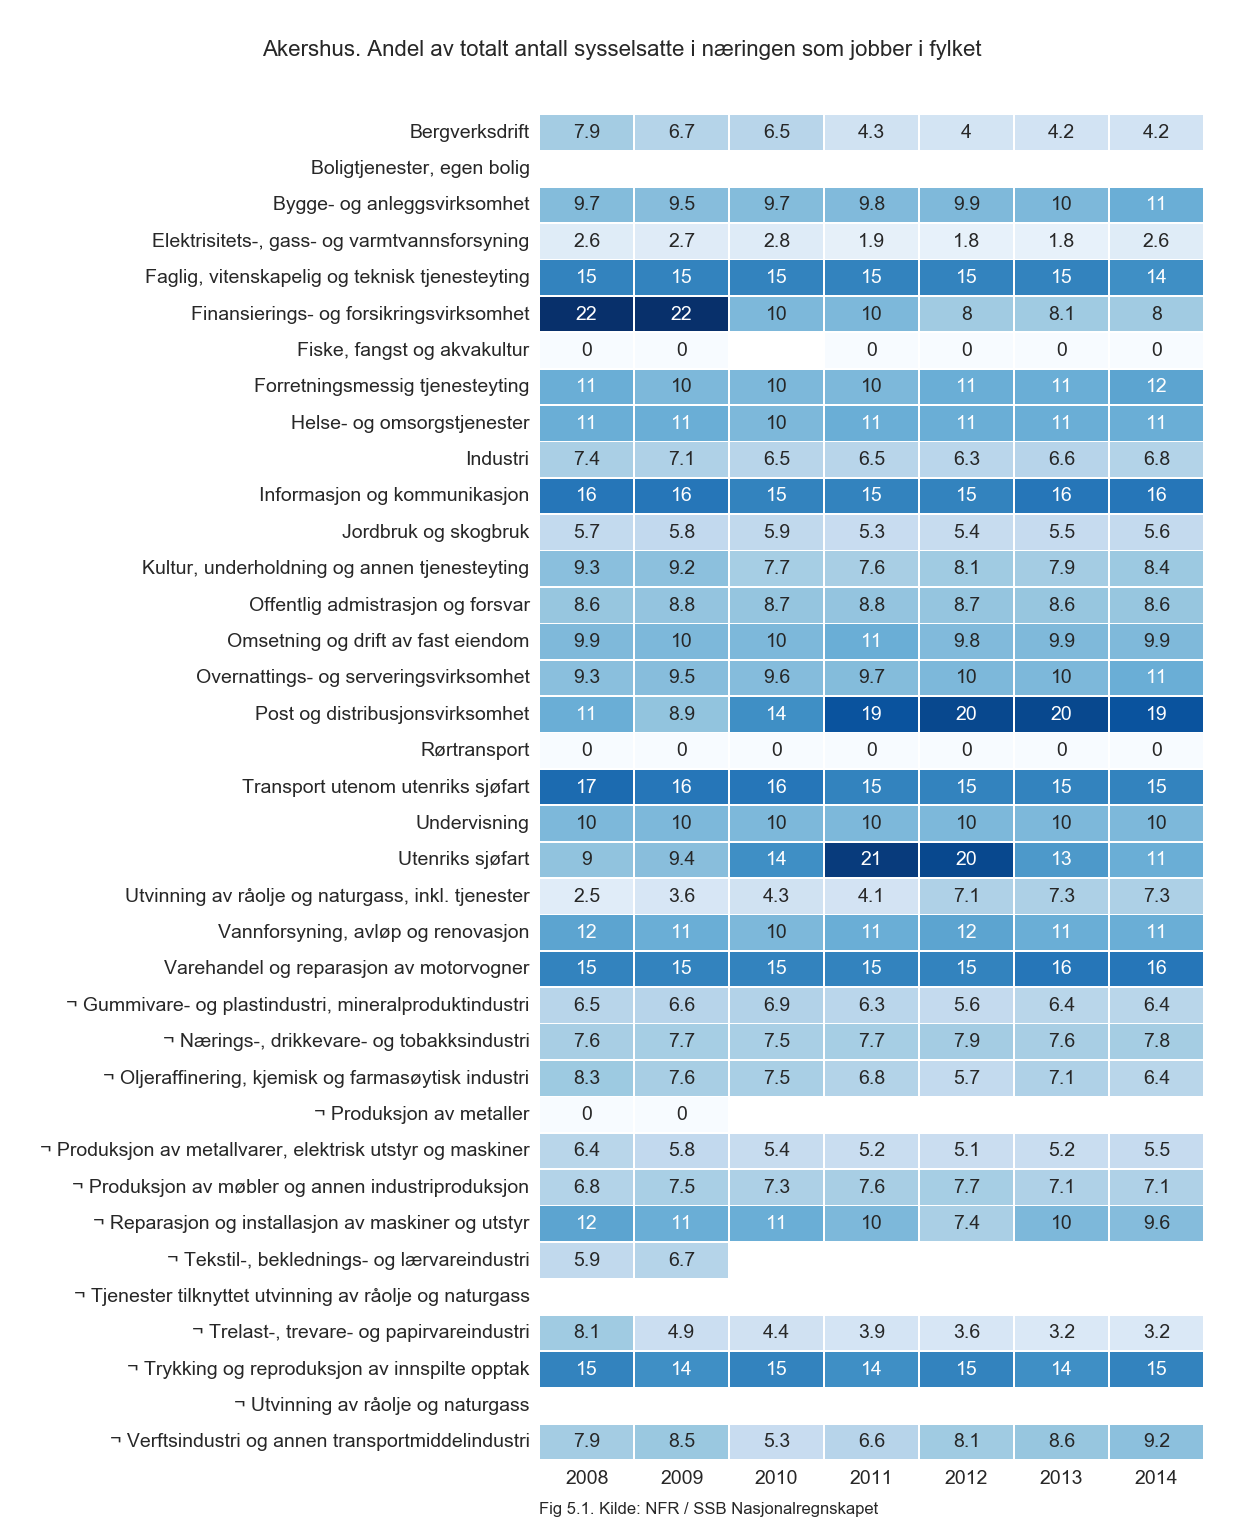 Akershus. Andel av totalt antall sysselsatte i næringen som jobber i fylket
Bergverksdrift 7.9 6.7 6.5 4.3 4 4.2 4.2
Boligtjenester, egen bolig
Bygge- og anleggsvirksomhet 9.7 9.5 9.7 9.8 9.9 10 11
Elektrisitets-, gass- og varmtvannsforsyning 2.6 2.7 2.8 1.9 1.8 1.8 2.6
Faglig, vitenskapelig og teknisk tjenesteyting 15 15 15 15 15 15 14
Finansierings- og forsikringsvirksomhet 22 22 10 10 8 8.1 8
Fiske, fangst og akvakultur 0 0 0 0 0 0
Forretningsmessig tjenesteyting 11 10 10 10 11 11 12
Helse- og omsorgstjenester 11 11 10 11 11 11 11
Industri 7.4 7.1 6.5 6.5 6.3 6.6 6.8
Informasjon og kommunikasjon 16 16 15 15 15 16 16
Jordbruk og skogbruk 5.7 5.8 5.9 5.3 5.4 5.5 5.6
Kultur, underholdning og annen tjenesteyting 9.3 9.2 7.7 7.6 8.1 7.9 8.4
Offentlig admistrasjon og forsvar 8.6 8.8 8.7 8.8 8.7 8.6 8.6
Omsetning og drift av fast eiendom 9.9 10 10 11 9.8 9.9 9.9
Overnattings- og serveringsvirksomhet 9.3 9.5 9.6 9.7 10 10 11
Post og distribusjonsvirksomhet 11 8.9 14 19 20 20 19
Rørtransport 0 0 0 0 0 0 0
Transport utenom utenriks sjøfart 17 16 16 15 15 15 15
Undervisning 10 10 10 10 10 10 10
Utenriks sjøfart 9 9.4 14 21 20 13 11
Utvinning av råolje og naturgass, inkl. tjenester 2.5 3.6 4.3 4.1 7.1 7.3 7.3
Vannforsyning, avløp og renovasjon 12 11 10 11 12 11 11
Varehandel og reparasjon av motorvogner 15 15 15 15 15 16 16
¬ Gummivare- og plastindustri, mineralproduktindustri 6.5 6.6 6.9 6.3 5.6 6.4 6.4
¬ Nærings-, drikkevare- og tobakksindustri 7.6 7.7 7.5 7.7 7.9 7.6 7.8
¬ Oljeraffinering, kjemisk og farmasøytisk industri 8.3 7.6 7.5 6.8 5.7 7.1 6.4
¬ Produksjon av metaller 0 0
¬ Produksjon av metallvarer, elektrisk utstyr og maskiner 6.4 5.8 5.4 5.2 5.1 5.2 5.5
¬ Produksjon av møbler og annen industriproduksjon 6.8 7.5 7.3 7.6 7.7 7.1 7.1
¬ Reparasjon og installasjon av maskiner og utstyr 12 11 11 10 7.4 10 9.6
¬ Tekstil-, beklednings- og lærvareindustri 5.9 6.7
¬ Tjenester tilknyttet utvinning av råolje og naturgass
¬ Trelast-, trevare- og papirvareindustri 8.1 4.9 4.4 3.9 3.6 3.2 3.2
¬ Trykking og reproduksjon av innspilte opptak 15 14 15 14 15 14 15
¬ Utvinning av råolje og naturgass
¬ Verftsindustri og annen transportmiddelindustri 7.9 8.5 5.3 6.6 8.1 8.6 9.2
2008 2009 2010 2011 2012 2013 2014
Fig 5.1. Kilde: NFR / SSB Nasjonalregnskapet